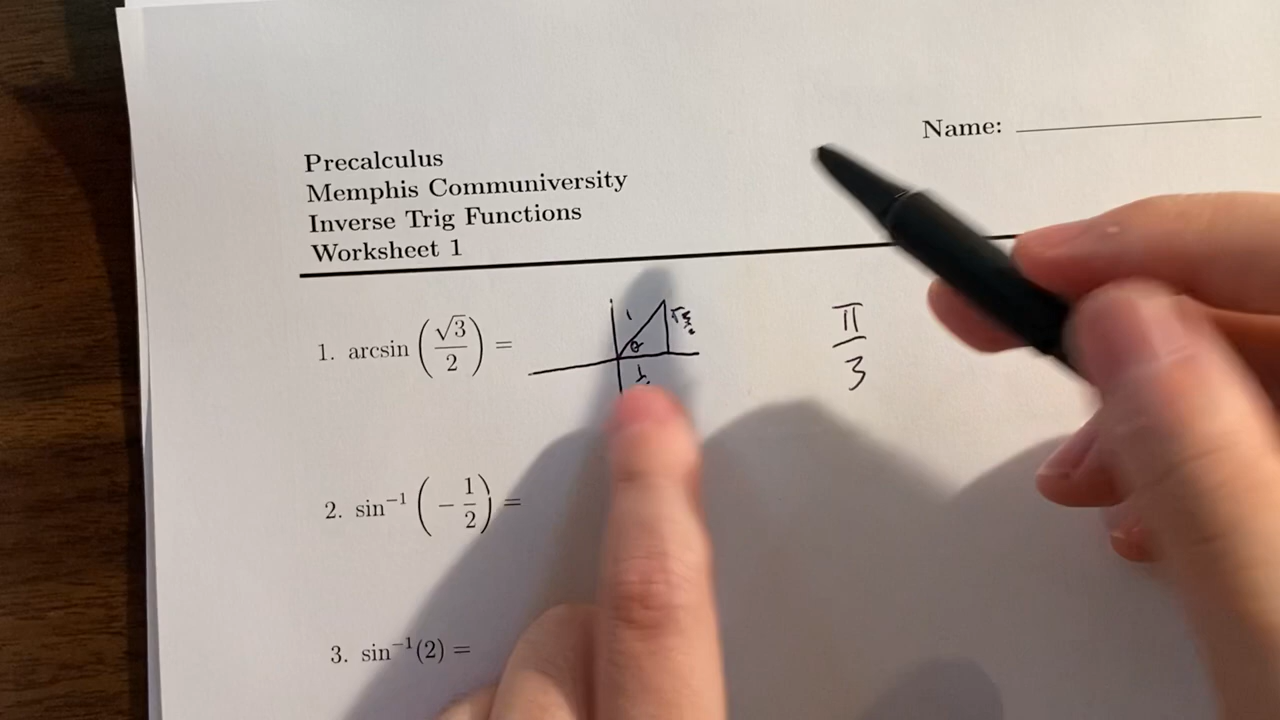 Name:
Precalculus
Memphis Communiversity
Inverse Trig Functions
Worksheet 1
1. arcsin (√3/2) =
1
θ
π/3
2. sin⁻¹ (−1/2) =
3. sin⁻¹(2) =